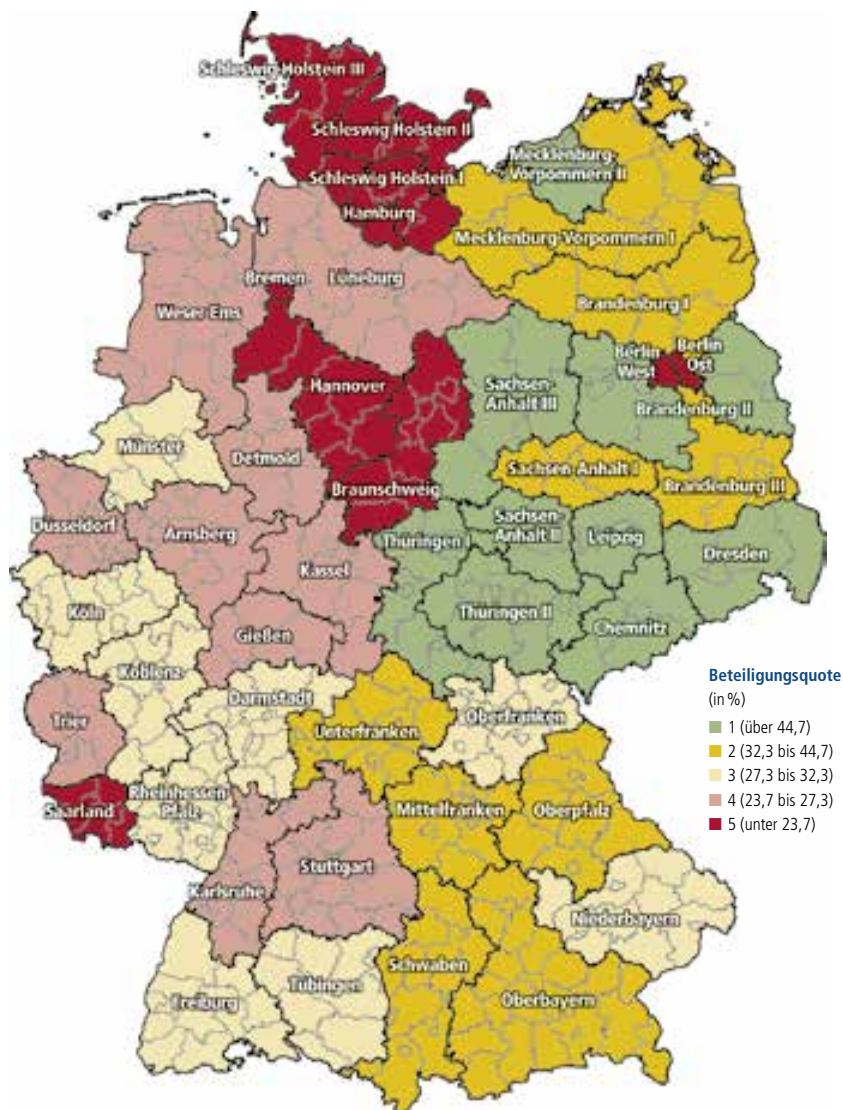 Schleswig Holstein III
Schleswig Holstein II
Schleswig Holstein I
Hamburg
Mecklenburg-
Vorpommern II
Mecklenburg-Vorpommern I
Bremen
Lüneburg
Weser-Ems
Brandenburg I
Berlin
West
Berlin
Ost
Hannover
Sachsen-
Anhalt III
Brandenburg II
Münster
Detmold
Sachsen-Anhalt I
Brandenburg III
Braunschweig
Düsseldorf
Arnsberg
Thüringen I
Sachsen-
Anhalt II
Leipzig
Dresden
Kassel
Köln
Gießen
Thüringen II
Chemnitz
Koblenz
Darmstadt
Oberfranken
Trier
Unterfranken
Saarland
Rheinhessen-
Pfalz
Mittelfranken
Oberpfalz
Stuttgart
Karlsruhe
Niederbayern
Schwaben
Tübingen
Freiburg
Oberbayern
Beteiligungsquote
(in %)
1 (über 44,7)
2 (32,3 bis 44,7)
3 (27,3 bis 32,3)
4 (23,7 bis 27,3)
5 (unter 23,7)